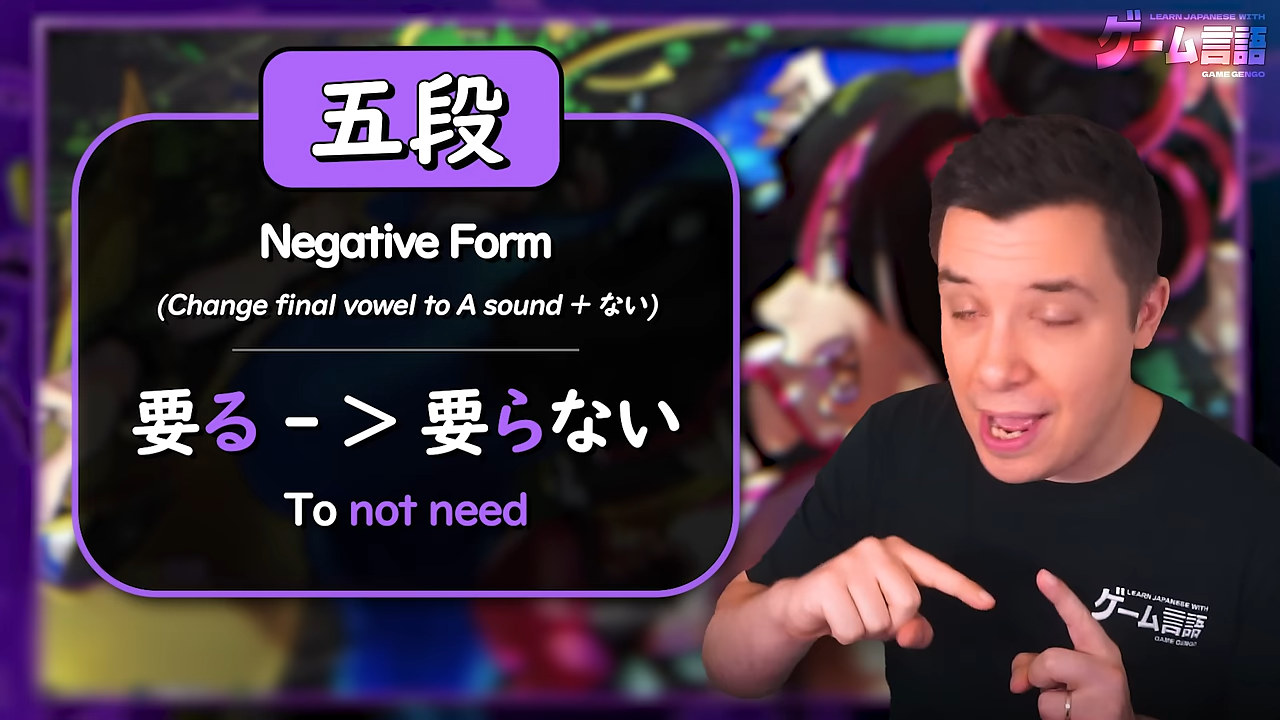 LEARN JAPANESE WITH
ゲーム言語
GAME GENGO
五段
Negative Form
(Change final vowel to A sound + ない)
要る -> 要らない
To not need
LEARN JAPANESE WITH
ゲーム言語
GAME GENGO